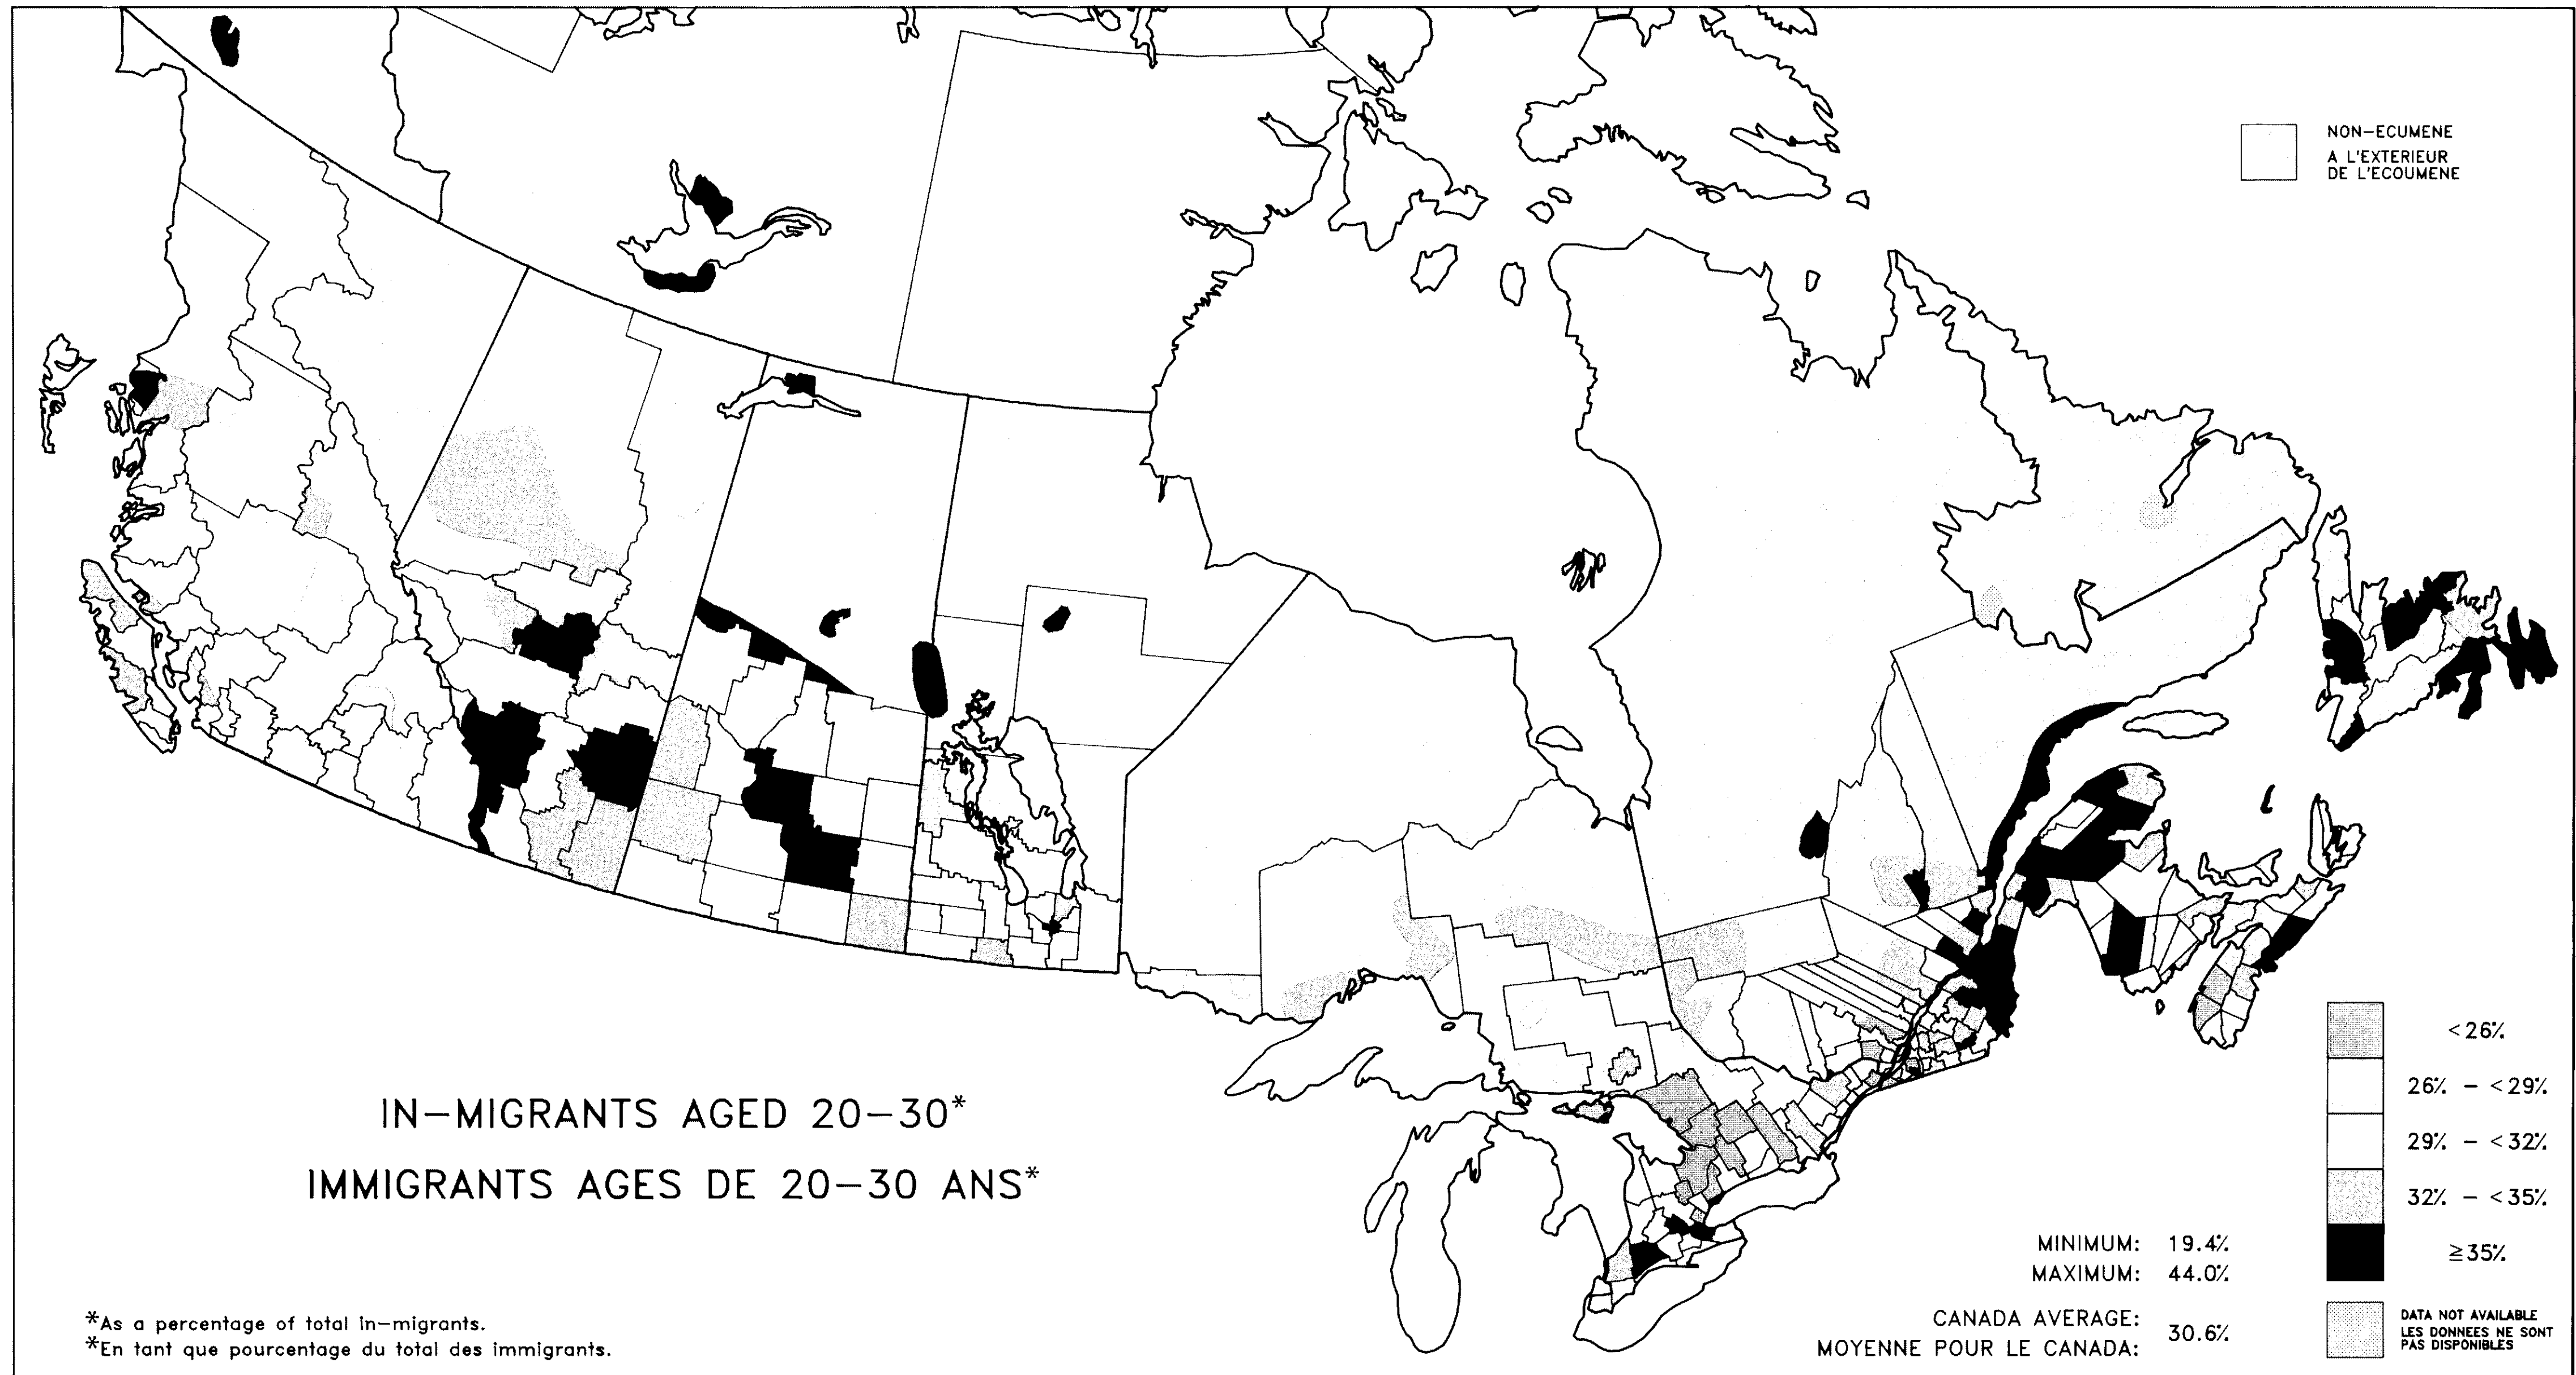 NON-ECUMENE
A L'EXTERIEUR
DE L'ECOUMENE
IN-MIGRANTS AGED 20-30*
IMMIGRANTS AGES DE 20-30 ANS*
*As a percentage of total in-migrants.
*En tant que pourcentage du total des immigrants.
<26%
26% - <29%
29% - <32%
32% - <35%
≧35%
MINIMUM: 19.4%
MAXIMUM: 44.0%
CANADA AVERAGE:
MOYENNE POUR LE CANADA: 30.6%
DATA NOT AVAILABLE
LES DONNEES NE SONT
PAS DISPONIBLES